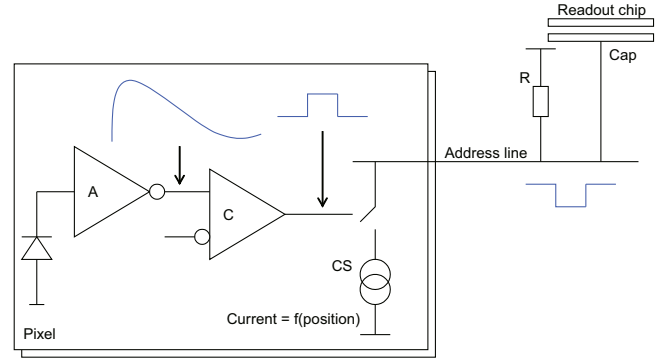 Readout chip
Cap
R
Address line
A
C
CS
Current = f(position)
Pixel